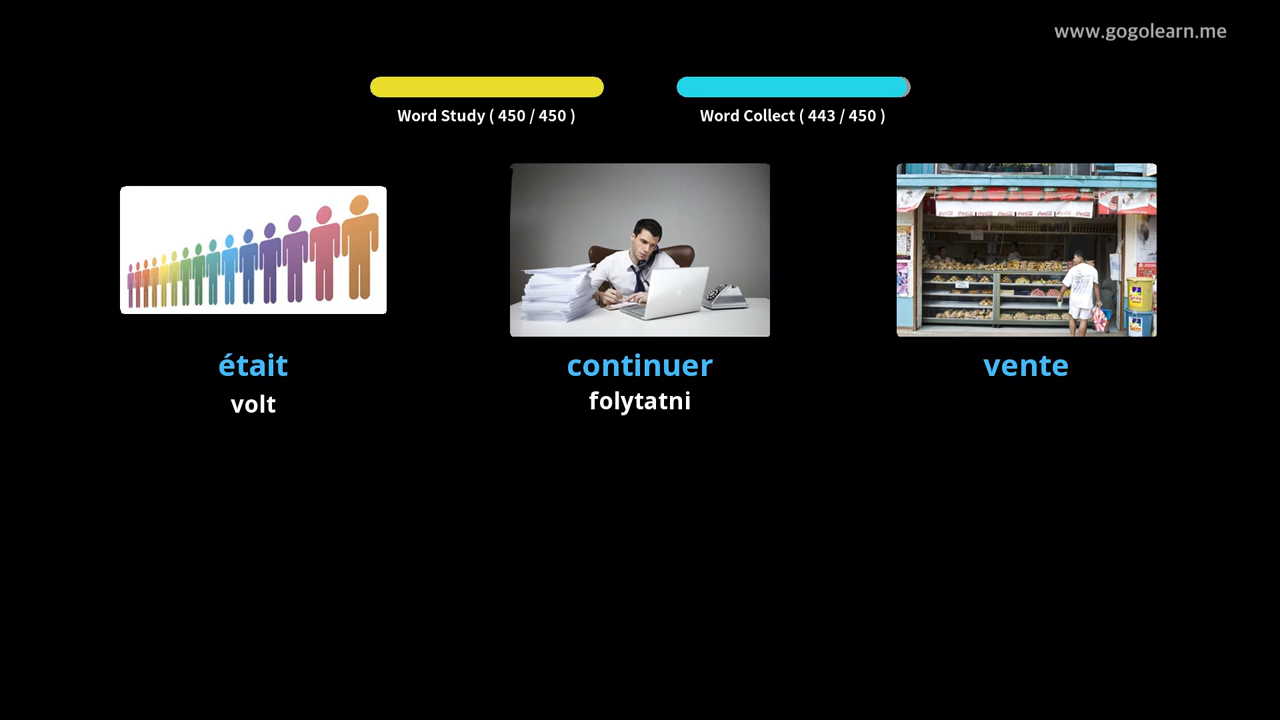 www.gogolearn.me
Word Study ( 450 / 450 )
Word Collect ( 443 / 450 )
était
continuer
vente
volt
folytatni